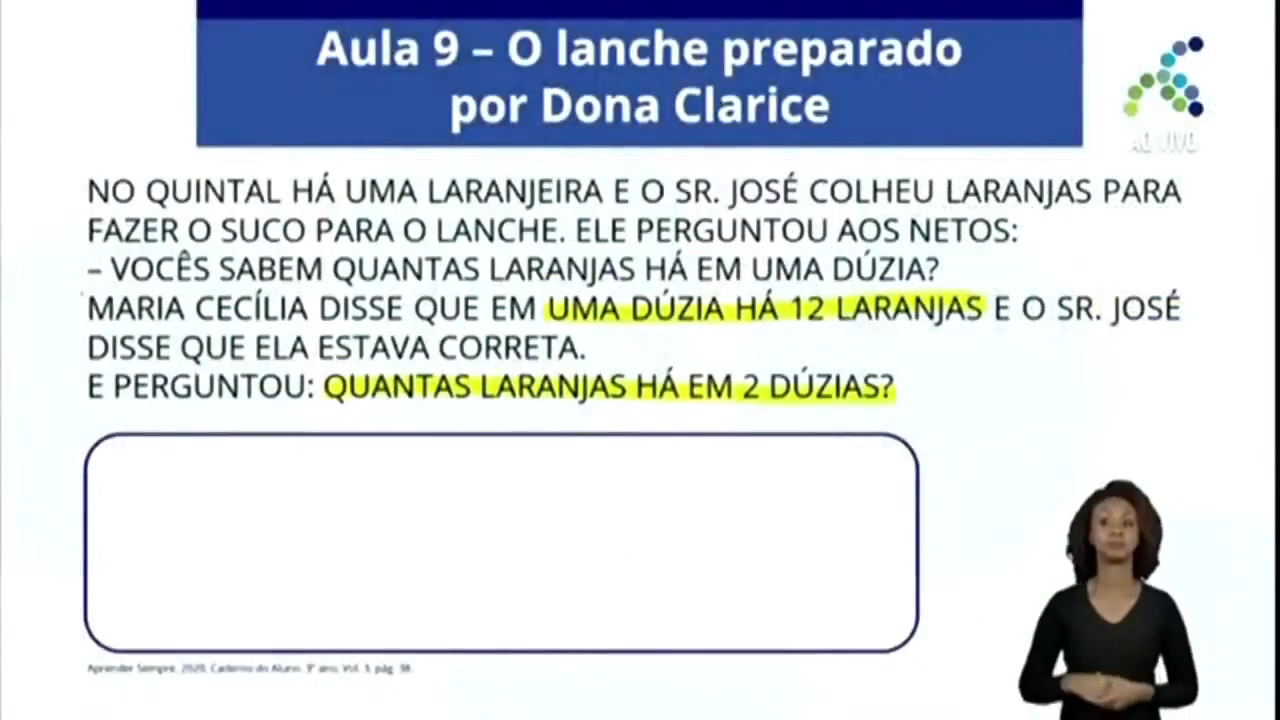 Aula 9 – O lanche preparado
por Dona Clarice
AO VIVO
NO QUINTAL HÁ UMA LARANJEIRA E O SR. JOSÉ COLHEU LARANJAS PARA
FAZER O SUCO PARA O LANCHE. ELE PERGUNTOU AOS NETOS:
– VOCÊS SABEM QUANTAS LARANJAS HÁ EM UMA DÚZIA?
MARIA CECÍLIA DISSE QUE EM UMA DÚZIA HÁ 12 LARANJAS E O SR. JOSÉ
DISSE QUE ELA ESTAVA CORRETA.
E PERGUNTOU: QUANTAS LARANJAS HÁ EM 2 DÚZIAS?
Aprender Sempre, 2020. Caderno do Aluno. 3º ano, Vol. 3, pág. 38